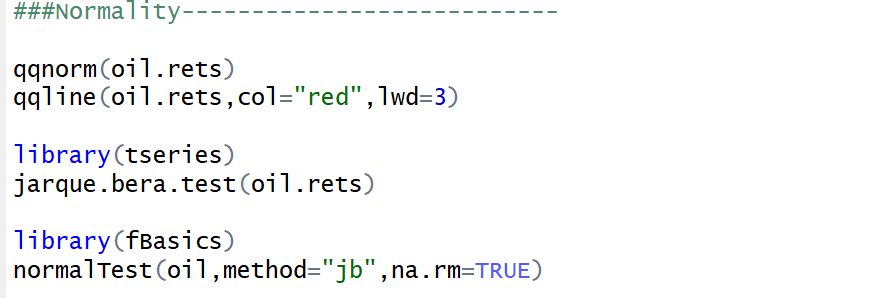 ###Normality---------------------------
qqnorm(oil.rets)
qqline(oil.rets,col="red",lwd=3)
library(tseries)
jarque.bera.test(oil.rets)
library(fBasics)
normalTest(oil,method="jb",na.rm=TRUE)